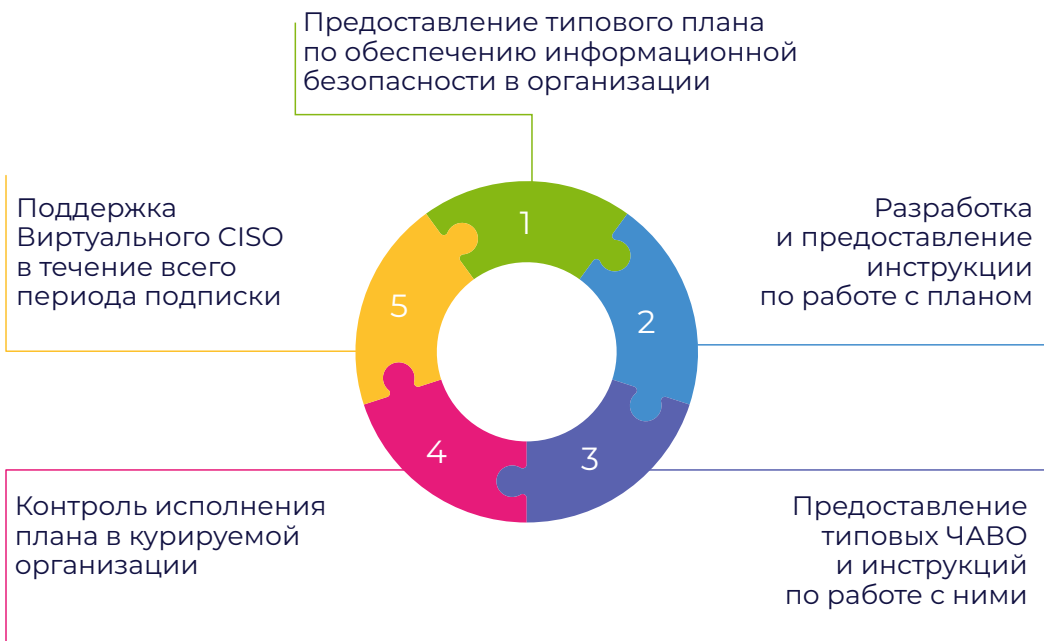 Предоставление типового плана
по обеспечению информационной
безопасности в организации
1
Разработка
и предоставление
инструкции
по работе с планом
2
Предоставление
типовых ЧАВО
и инструкций
по работе с ними
3
Контроль исполнения
плана в курируемой
организации
4
Поддержка
Виртуального CISO
в течение всего
периода подписки
5